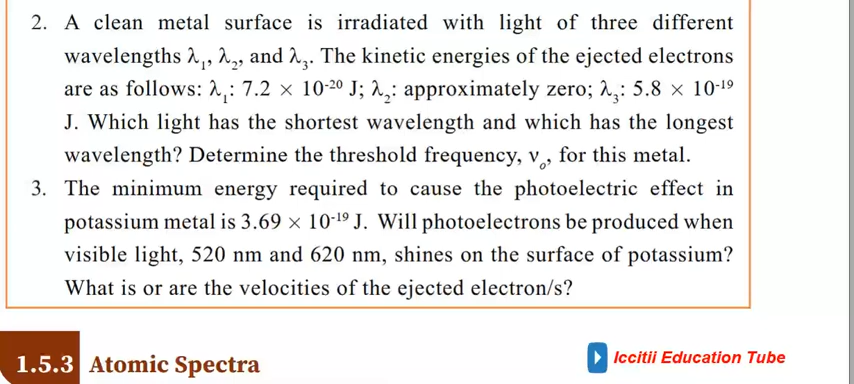 2. A clean metal surface is irradiated with light of three different
wavelengths λ₁, λ₂, and λ₃. The kinetic energies of the ejected electrons
are as follows: λ₁: 7.2 × 10⁻²⁰ J; λ₂: approximately zero; λ₃: 5.8 × 10⁻¹⁹
J. Which light has the shortest wavelength and which has the longest
wavelength? Determine the threshold frequency, νₒ, for this metal.
3. The minimum energy required to cause the photoelectric effect in
potassium metal is 3.69 × 10⁻¹⁹ J. Will photoelectrons be produced when
visible light, 520 nm and 620 nm, shines on the surface of potassium?
What is or are the velocities of the ejected electron/s?
1.5.3 Atomic Spectra
Iccitii Education Tube